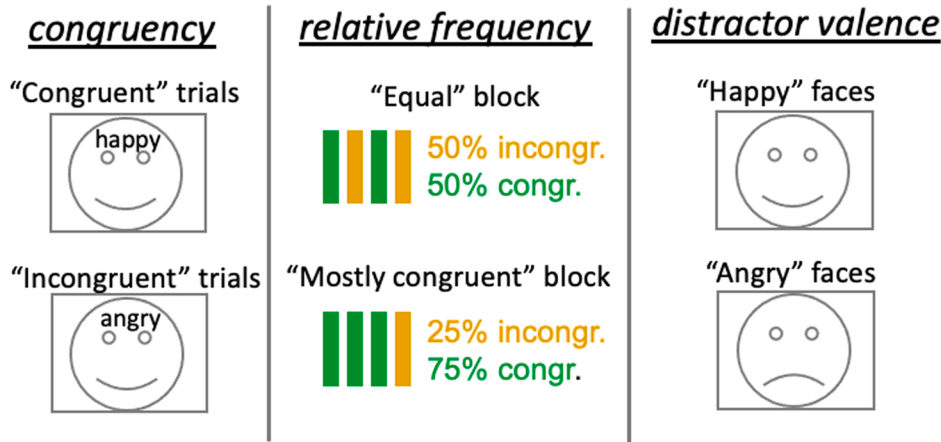 congruency
“Congruent” trials
happy
“Incongruent” trials
angry
relative frequency
“Equal” block
50% incongr.
50% congr.
“Mostly congruent” block
25% incongr.
75% congr.
distractor valence
“Happy” faces
“Angry” faces